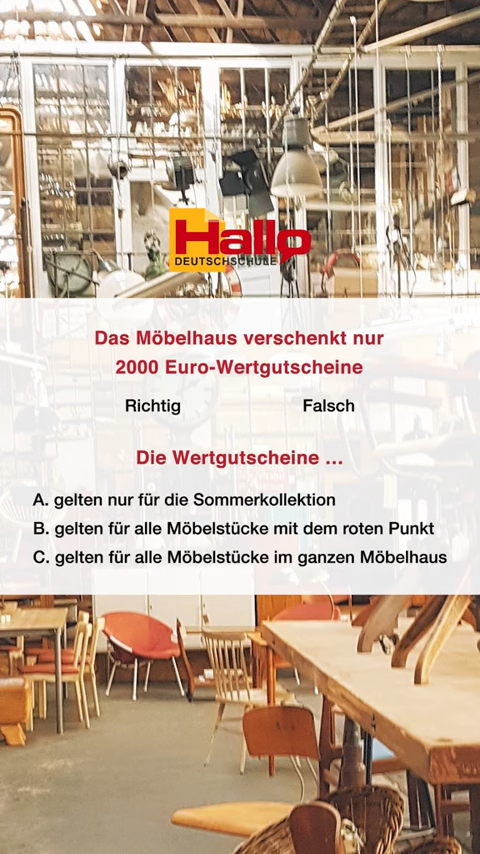 Hallo
DEUTSCHSCHULE
Das Möbelhaus verschenkt nur
2000 Euro-Wertgutscheine
Richtig Falsch
Die Wertgutscheine ...
A. gelten nur für die Sommerkollektion
B. gelten für alle Möbelstücke mit dem roten Punkt
C. gelten für alle Möbelstücke im ganzen Möbelhaus